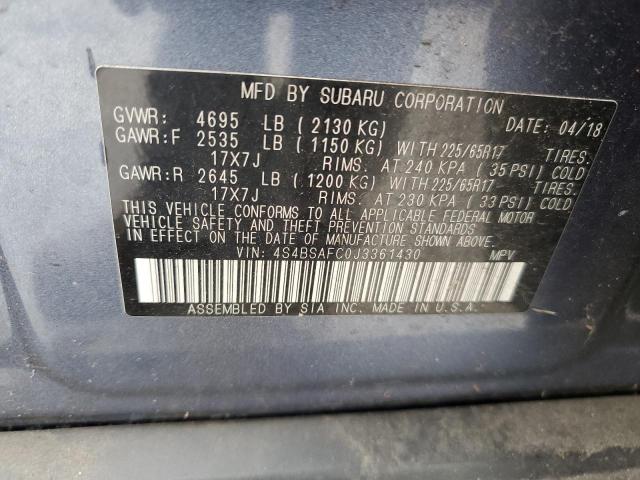 MFD BY SUBARU CORPORATION
GVWR: 4695 LB ( 2130 KG) DATE: 04/18
GAWR:F 2535 LB ( 1150 KG) WITH 225/65R17 TIRES.
17X7J RIMS. AT 240 KPA ( 35 PSI) COLD
GAWR:R 2645 LB ( 1200 KG) WITH 225/65R17 TIRES.
17X7J RIMS. AT 230 KPA ( 33 PSI) COLD
THIS VEHICLE CONFORMS TO ALL APPLICABLE FEDERAL MOTOR
VEHICLE SAFETY AND THEFT PREVENTION STANDARDS
IN EFFECT ON THE DATE OF MANUFACTURE SHOWN ABOVE.
VIN: 4S4BSAFC0J3361430 MPV
ASSEMBLED BY SIA INC. MADE IN U.S.A.